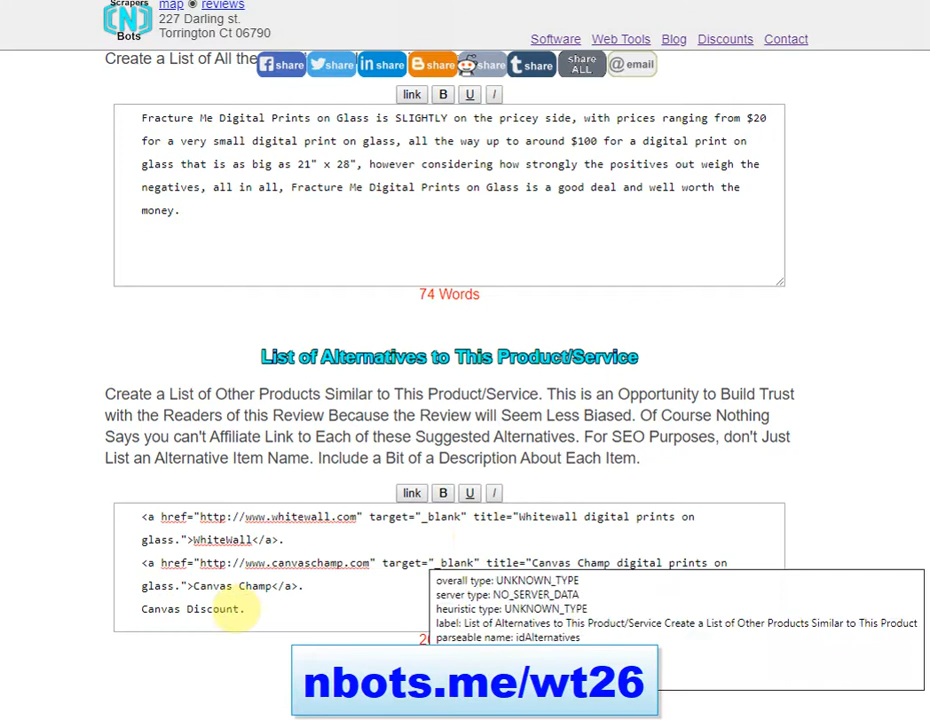 Scrapers
N
Bots
map ◉ reviews
227 Darling st.
Torrington Ct 06790
Software Web Tools Blog Discounts Contact
Create a List of All the
share share share share share share Share ALL @email
link B U I
Fracture Me Digital Prints on Glass is SLIGHTLY on the pricey side, with prices ranging from $20
for a very small digital print on glass, all the way up to around $100 for a digital print on
glass that is as big as 21" x 28", however considering how strongly the positives out weigh the
negatives, all in all, Fracture Me Digital Prints on Glass is a good deal and well worth the
money.
74 Words
List of Alternatives to This Product/Service
Create a List of Other Products Similar to This Product/Service. This is an Opportunity to Build Trust
with the Readers of this Review Because the Review will Seem Less Biased. Of Course Nothing
Says you can't Affiliate Link to Each of these Suggested Alternatives. For SEO Purposes, don't Just
List an Alternative Item Name. Include a Bit of a Description About Each Item.
link B U I
<a href="http://www.whitewall.com" target="_blank" title="Whitewall digital prints on
glass.">WhiteWall</a>.
<a href="http://www.canvaschamp.com" target="_blank" title="Canvas Champ digital prints on
glass.">Canvas Champ</a>.
Canvas Discount.
overall type: UNKNOWN_TYPE
server type: NO_SERVER_DATA
heuristic type: UNKNOWN_TYPE
label: List of Alternatives to This Product/Service Create a List of Other Products Similar to This Product
parseable name: idAlternatives
nbots.me/wt26